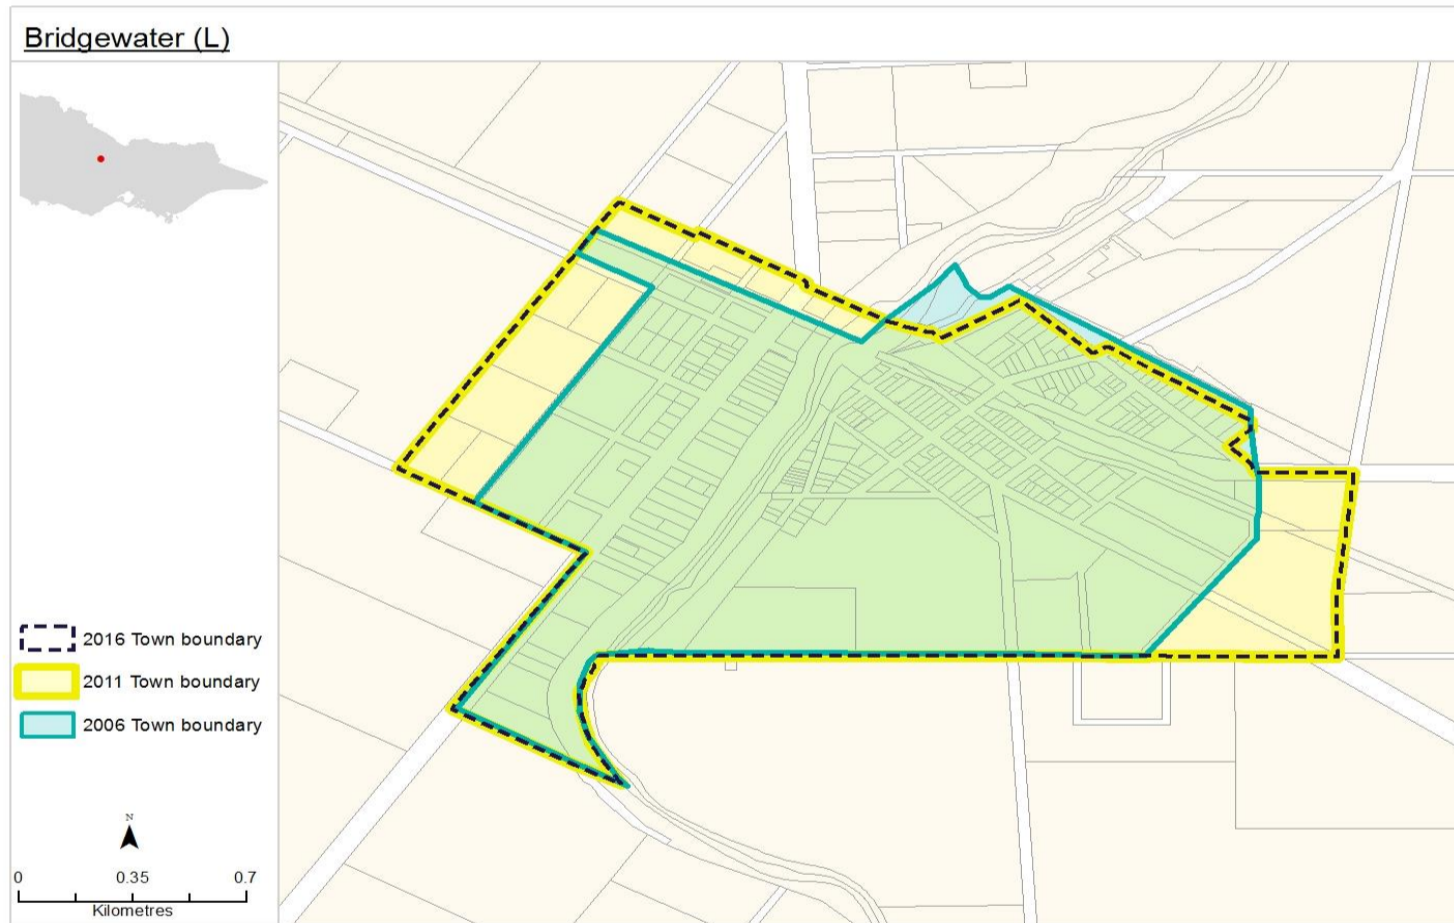 Bridgewater (L)
2016 Town boundary
2011 Town boundary
2006 Town boundary
N
0 0.35 0.7
Kilometres